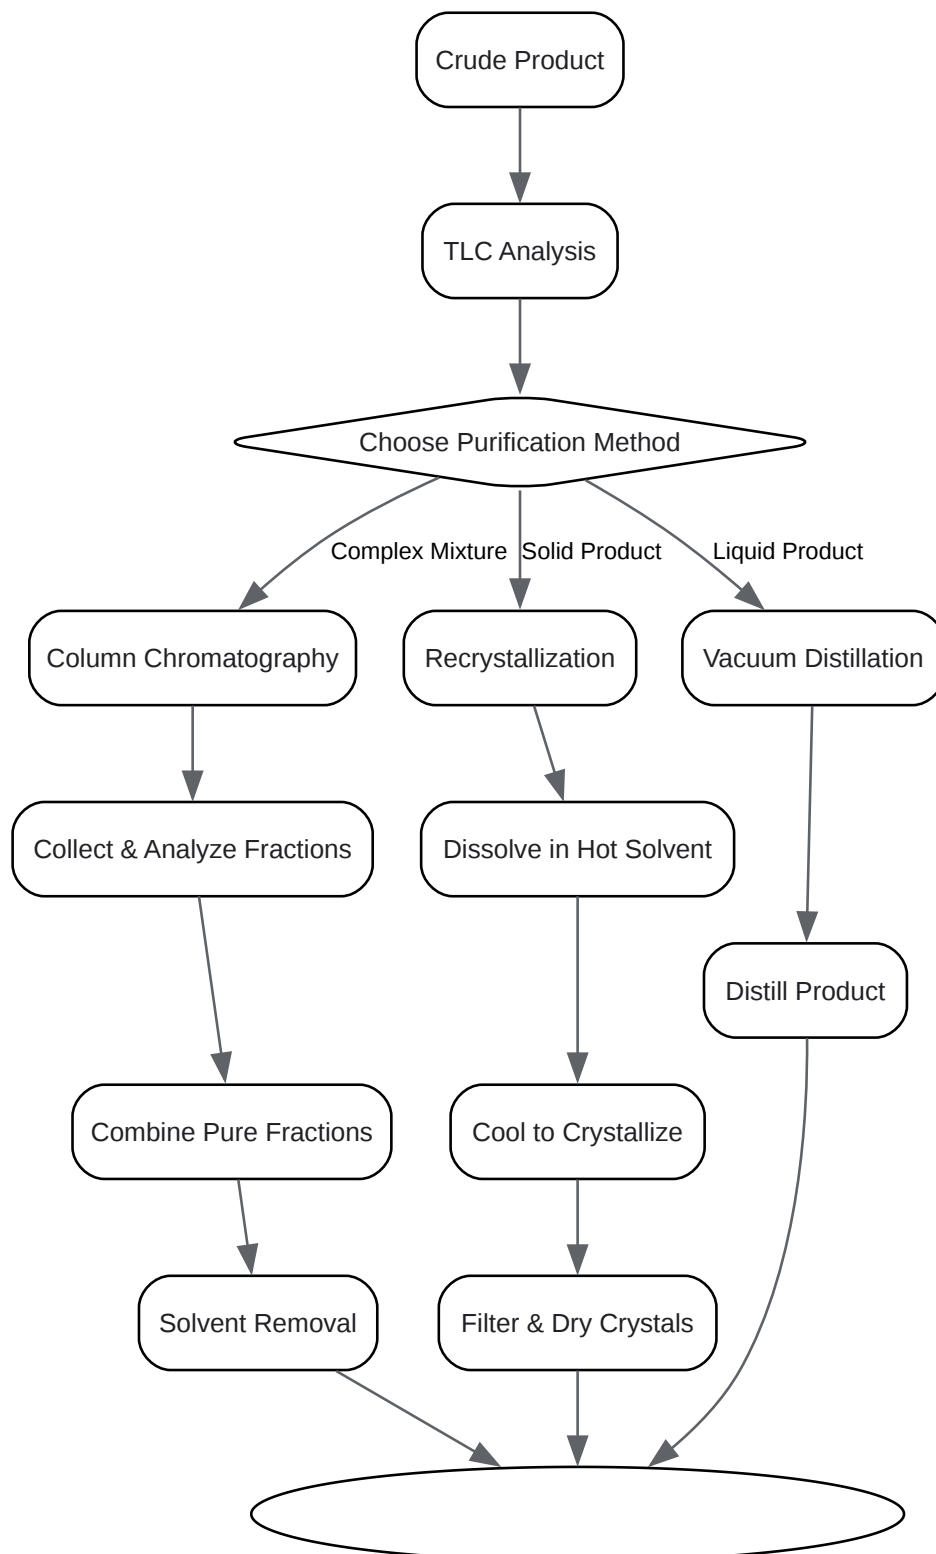 Crude Product
TLC Analysis
Choose Purification Method
Complex Mixture
Solid Product
Liquid Product
Column Chromatography
Recrystallization
Vacuum Distillation
Collect & Analyze Fractions
Dissolve in Hot Solvent
Distill Product
Combine Pure Fractions
Cool to Crystallize
Solvent Removal
Filter & Dry Crystals